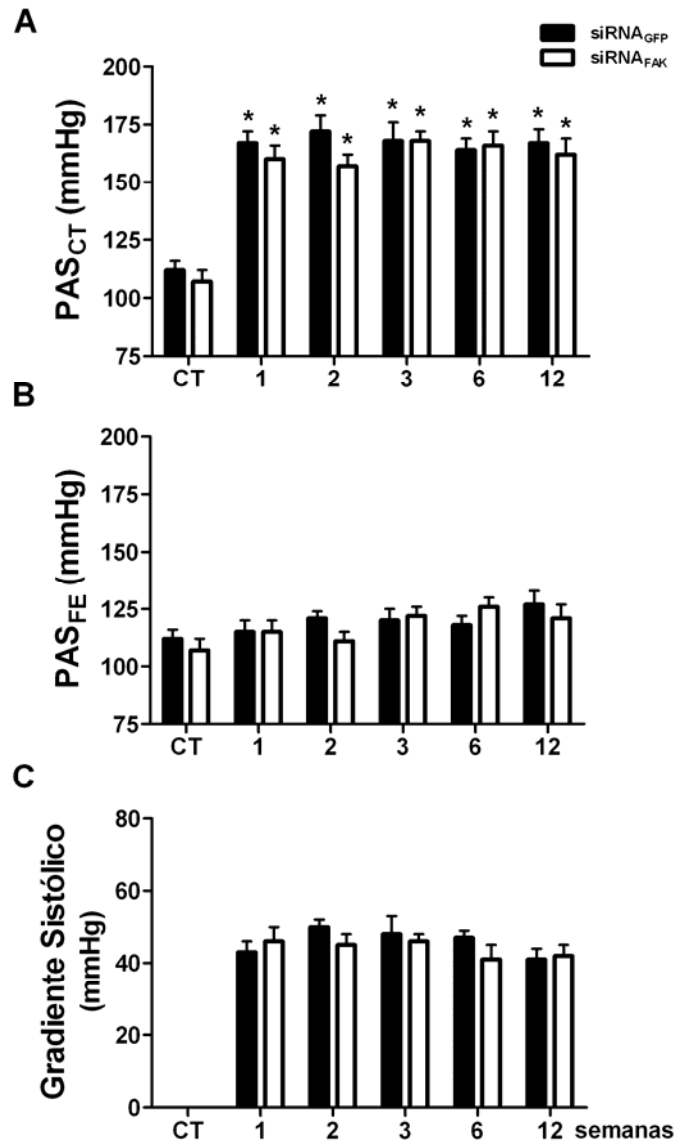 A
siRNAGFP
siRNAFAK
PASCT (mmHg)
200
175
150
125
100
75
* * * * * * * * * *
CT 1 2 3 6 12
B
PASFE (mmHg)
200
175
150
125
100
75
CT 1 2 3 6 12
C
Gradiente Sistólico
(mmHg)
80
60
40
20
0
CT 1 2 3 6 12 semanas